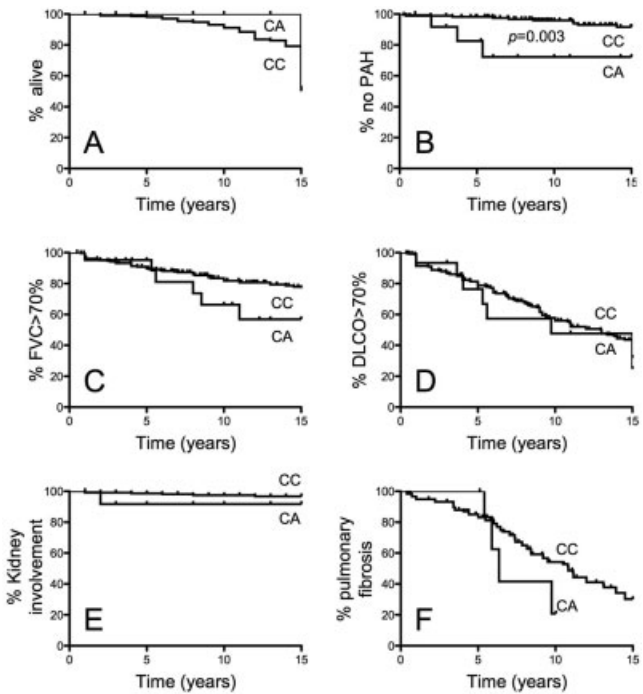 100
80
60
40
20
0
% alive
CA
CC
A
0
5
10
15
Time (years)
100
80
60
40
20
0
% no PAH
p=0.003
CC
CA
B
0
5
10
15
Time (years)
100
80
60
40
20
0
% FVC>70%
CC
CA
C
0
5
10
15
Time (years)
100
80
60
40
20
0
% DLCO>70%
CC
CA
D
0
5
10
15
Time (years)
100
80
60
40
20
0
% Kidney
involvement
CC
CA
E
0
5
10
15
Time (years)
100
80
60
40
20
% pulmonary
fibrosis
CC
CA
F
0
5
10
15
Time (years)